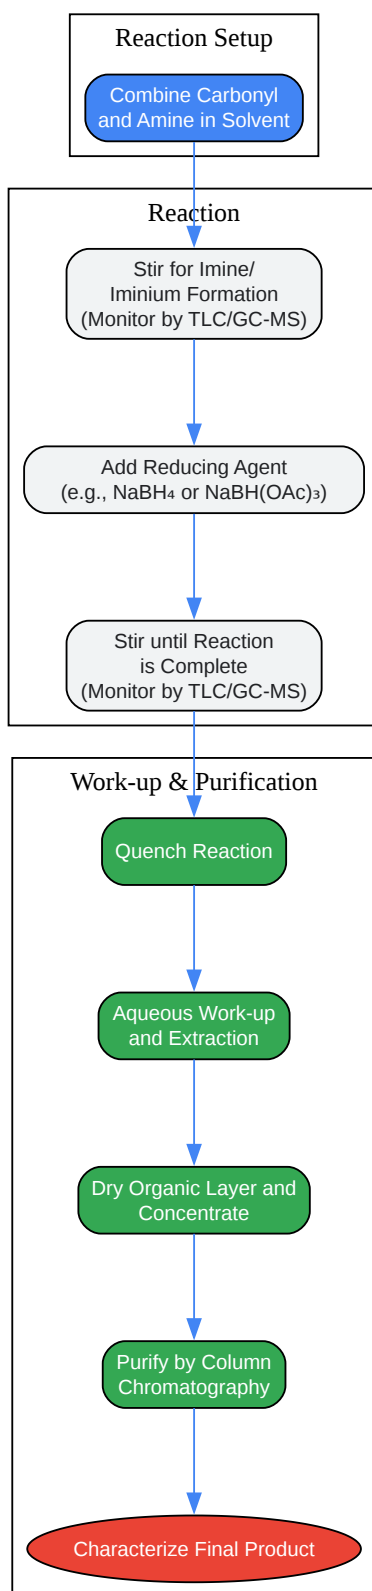 Reaction Setup
Combine Carbonyl
and Amine in Solvent
Reaction
Stir for Imine/
Iminium Formation
(Monitor by TLC/GC-MS)
Add Reducing Agent
(e.g., NaBH₄ or NaBH(OAc)₃)
Stir until Reaction
is Complete
(Monitor by TLC/GC-MS)
Work-up & Purification
Quench Reaction
Aqueous Work-up
and Extraction
Dry Organic Layer and
Concentrate
Purify by Column
Chromatography
Characterize Final Product